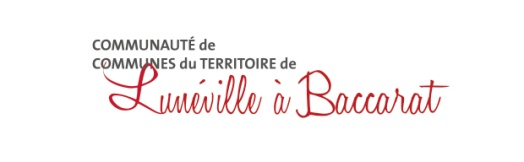 COMMUNAUTÉ de
COMMUNES du TERRITOIRE de
Lunéville à Baccarat